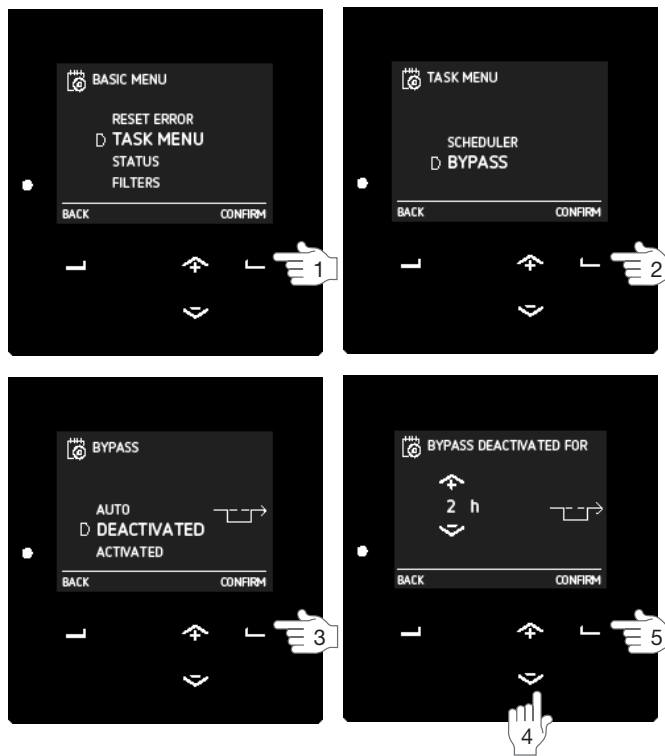 BASIC MENU
RESET ERROR
TASK MENU
STATUS
FILTERS
BACK CONFIRM
1
TASK MENU
SCHEDULER
BYPASS
BACK CONFIRM
2
BYPASS
AUTO
DEACTIVATED
ACTIVATED
BACK CONFIRM
3
BYPASS DEACTIVATED FOR
2 h
BACK CONFIRM
5
4